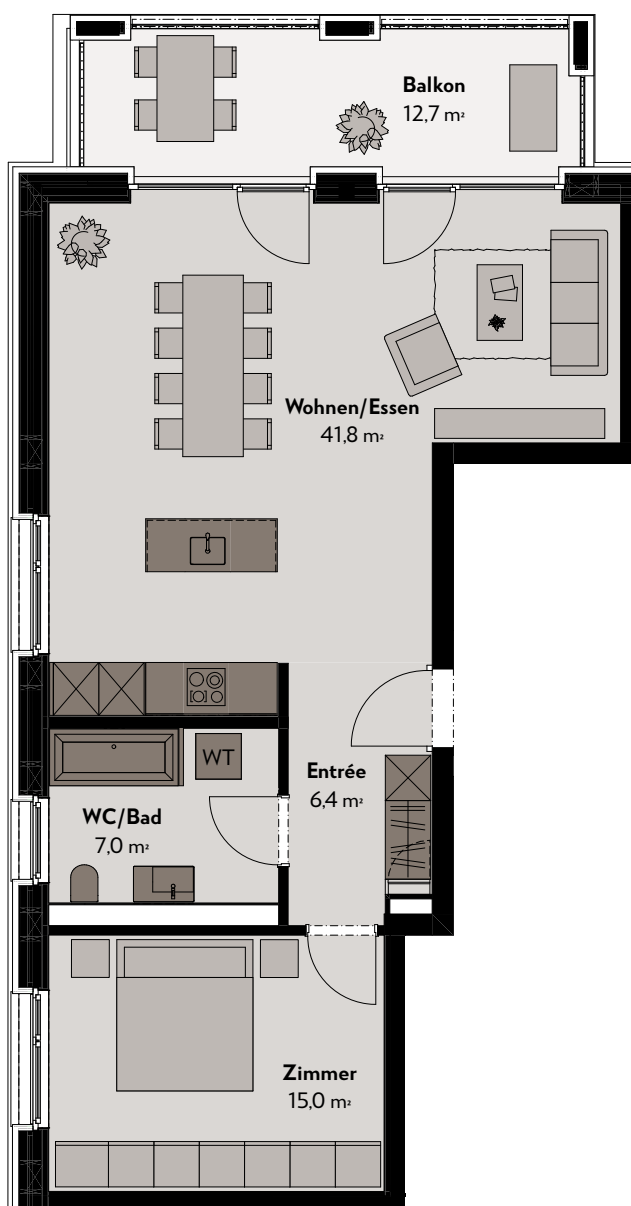 Balkon
12,7 m²
Wohnen/Essen
41,8 m²
WT
Entrée
6,4 m²
WC/Bad
7,0 m²
Zimmer
15,0 m²